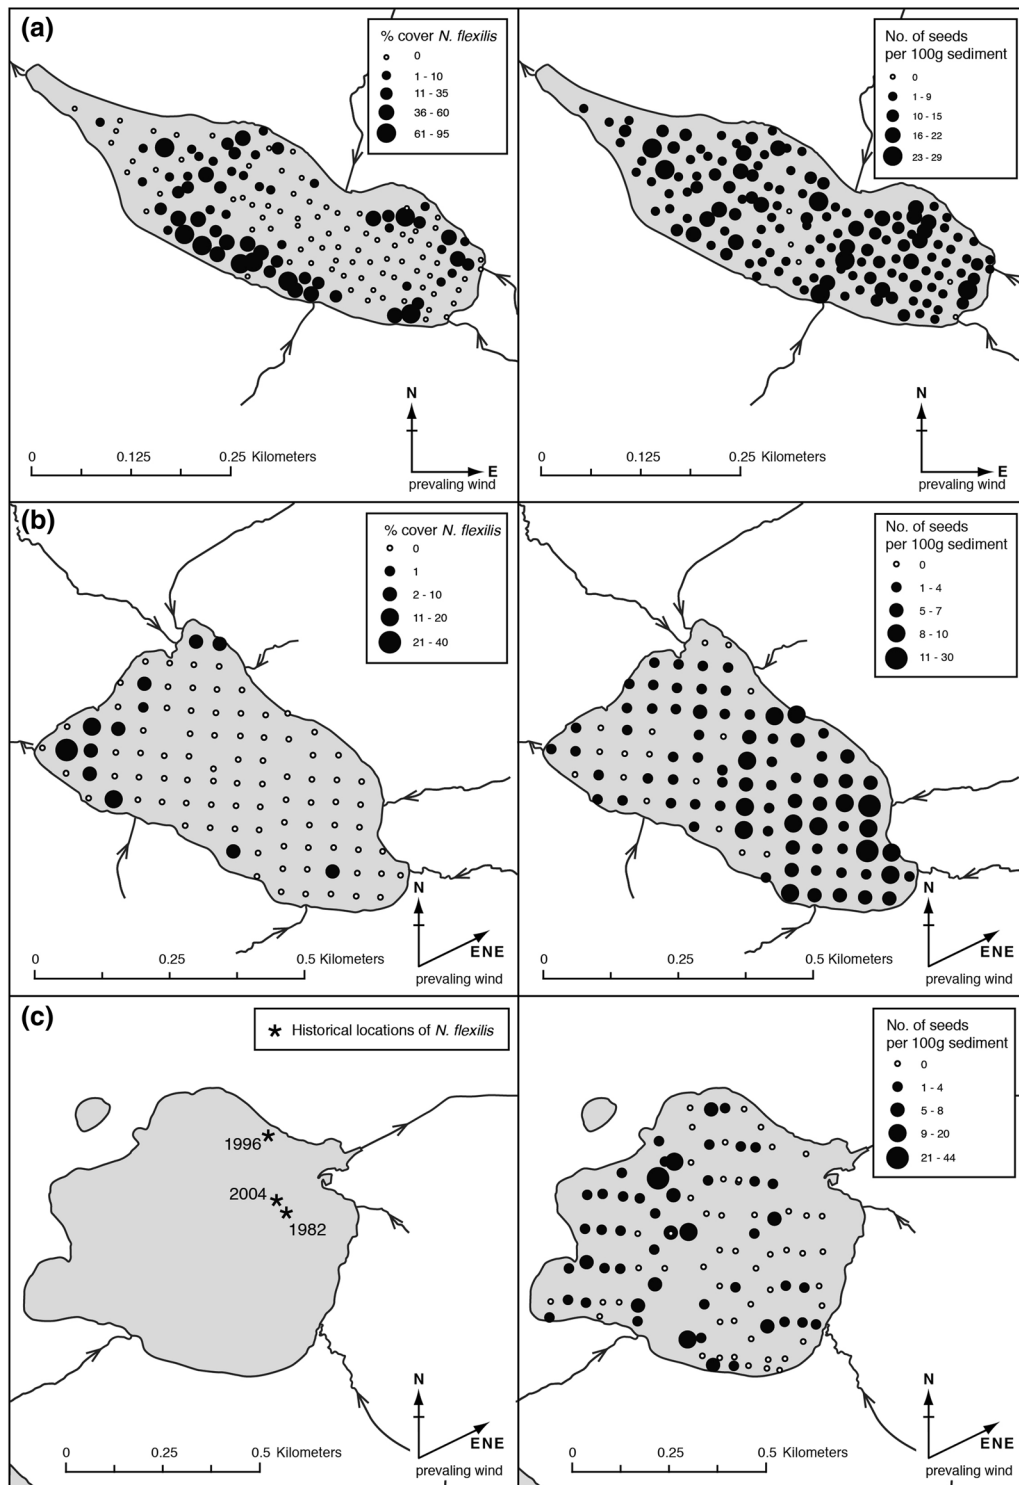 (a)
% cover N. flexilis
0
1 - 10
11 - 35
36 - 60
61 - 95
N
E
prevaling wind
0 0.125 0.25 Kilometers
No. of seeds
per 100g sediment
0
1 - 9
10 - 15
16 - 22
23 - 29
N
E
prevaling wind
0 0.125 0.25 Kilometers
(b)
% cover N. flexilis
0
1
2 - 10
11 - 20
21 - 40
N
ENE
prevaling wind
0 0.25 0.5 Kilometers
No. of seeds
per 100g sediment
0
1 - 4
5 - 7
8 - 10
11 - 30
N
ENE
prevaling wind
0 0.25 0.5 Kilometers
(c)
* Historical locations of N. flexilis
1996
2004
1982
N
ENE
prevaling wind
0 0.25 0.5 Kilometers
No. of seeds
per 100g sediment
0
1 - 4
5 - 8
9 - 20
21 - 44
N
ENE
prevaling wind
0 0.25 0.5 Kilometers